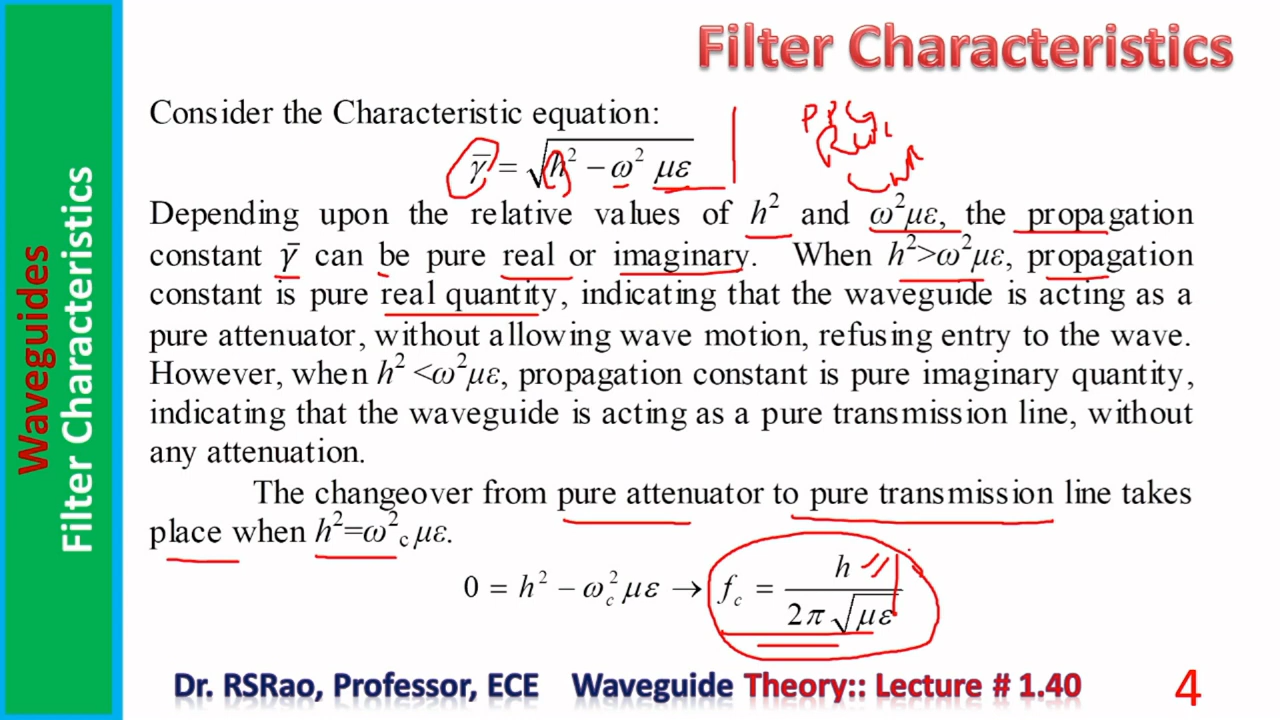 Filter Characteristics
Waveguides
Filter Characteristics
Consider the Characteristic equation:
γ̄ = √(h² − ω² με)
PPG
Depending upon the relative values of h² and ω²με, the propagation
constant γ̄ can be pure real or imaginary. When h²>ω²με, propagation
constant is pure real quantity, indicating that the waveguide is acting as a
pure attenuator, without allowing wave motion, refusing entry to the wave.
However, when h² <ω²με, propagation constant is pure imaginary quantity,
indicating that the waveguide is acting as a pure transmission line, without
any attenuation.
The changeover from pure attenuator to pure transmission line takes
place when h²=ω²c με.
0 = h² − ωc² με → fc = h / 2π√με
Dr. RSRao, Professor, ECE Waveguide Theory:: Lecture # 1.40
4